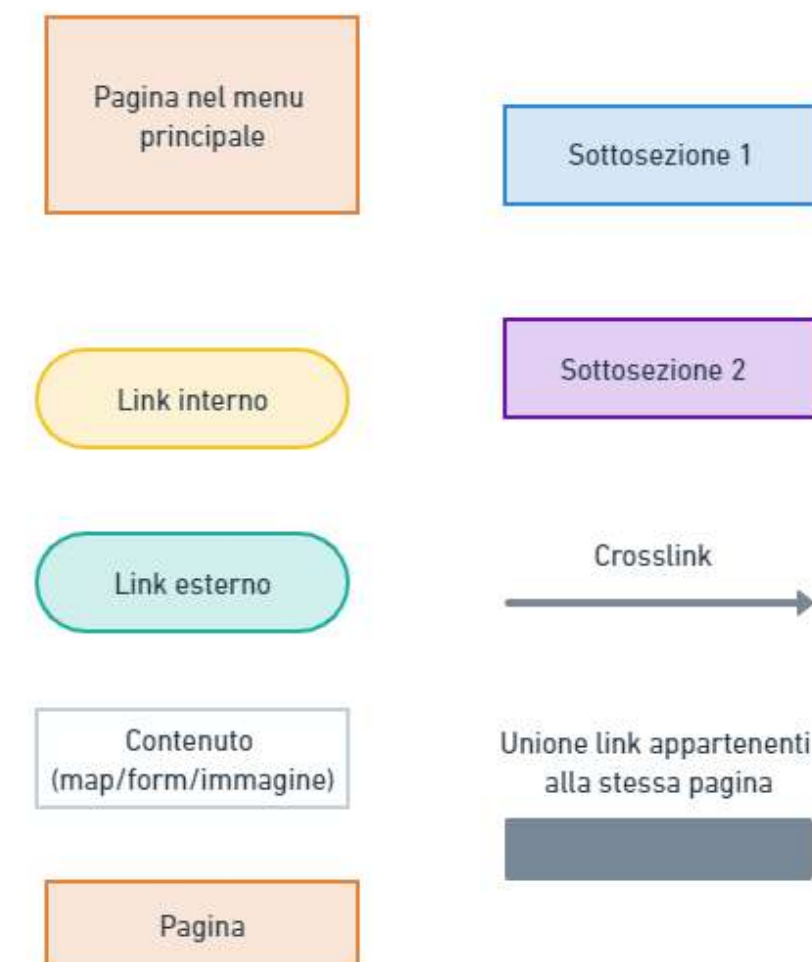 Pagina nel menu
principale
Sottosezione 1
Link interno
Sottosezione 2
Link esterno
Crosslink
Contenuto
(map/form/immagine)
Unione link appartenenti
alla stessa pagina
Pagina